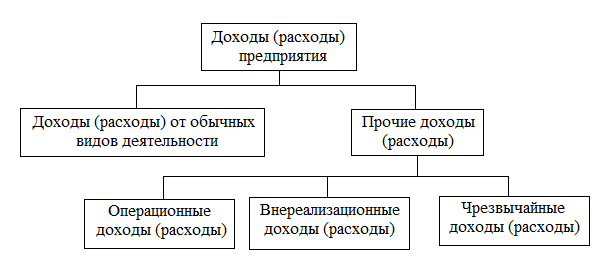 Доходы (расходы)
предприятия
Доходы (расходы) от обычных
видов деятельности
Прочие доходы
(расходы)
Операционные
доходы (расходы)
Внереализационные
доходы (расходы)
Чрезвычайные
доходы (расходы)